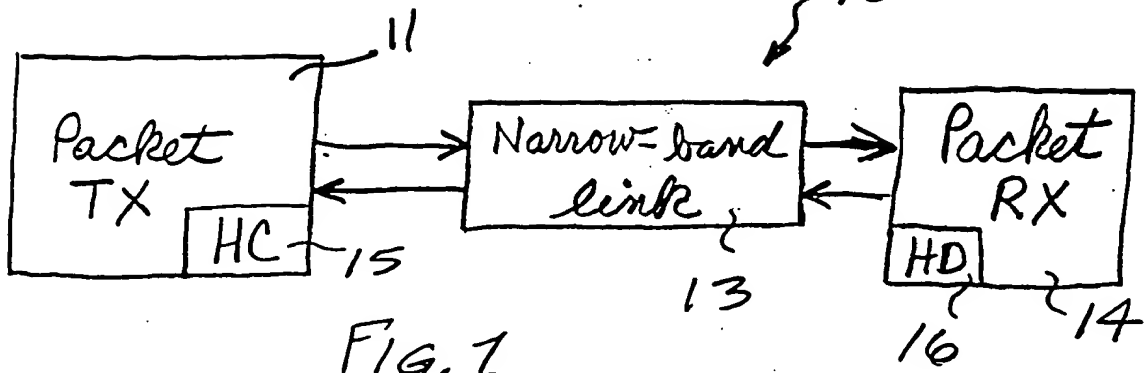 11
Packet
TX
HC
15
Narrow-band
link
13
Packet
RX
HD
16
14
FIG. 1